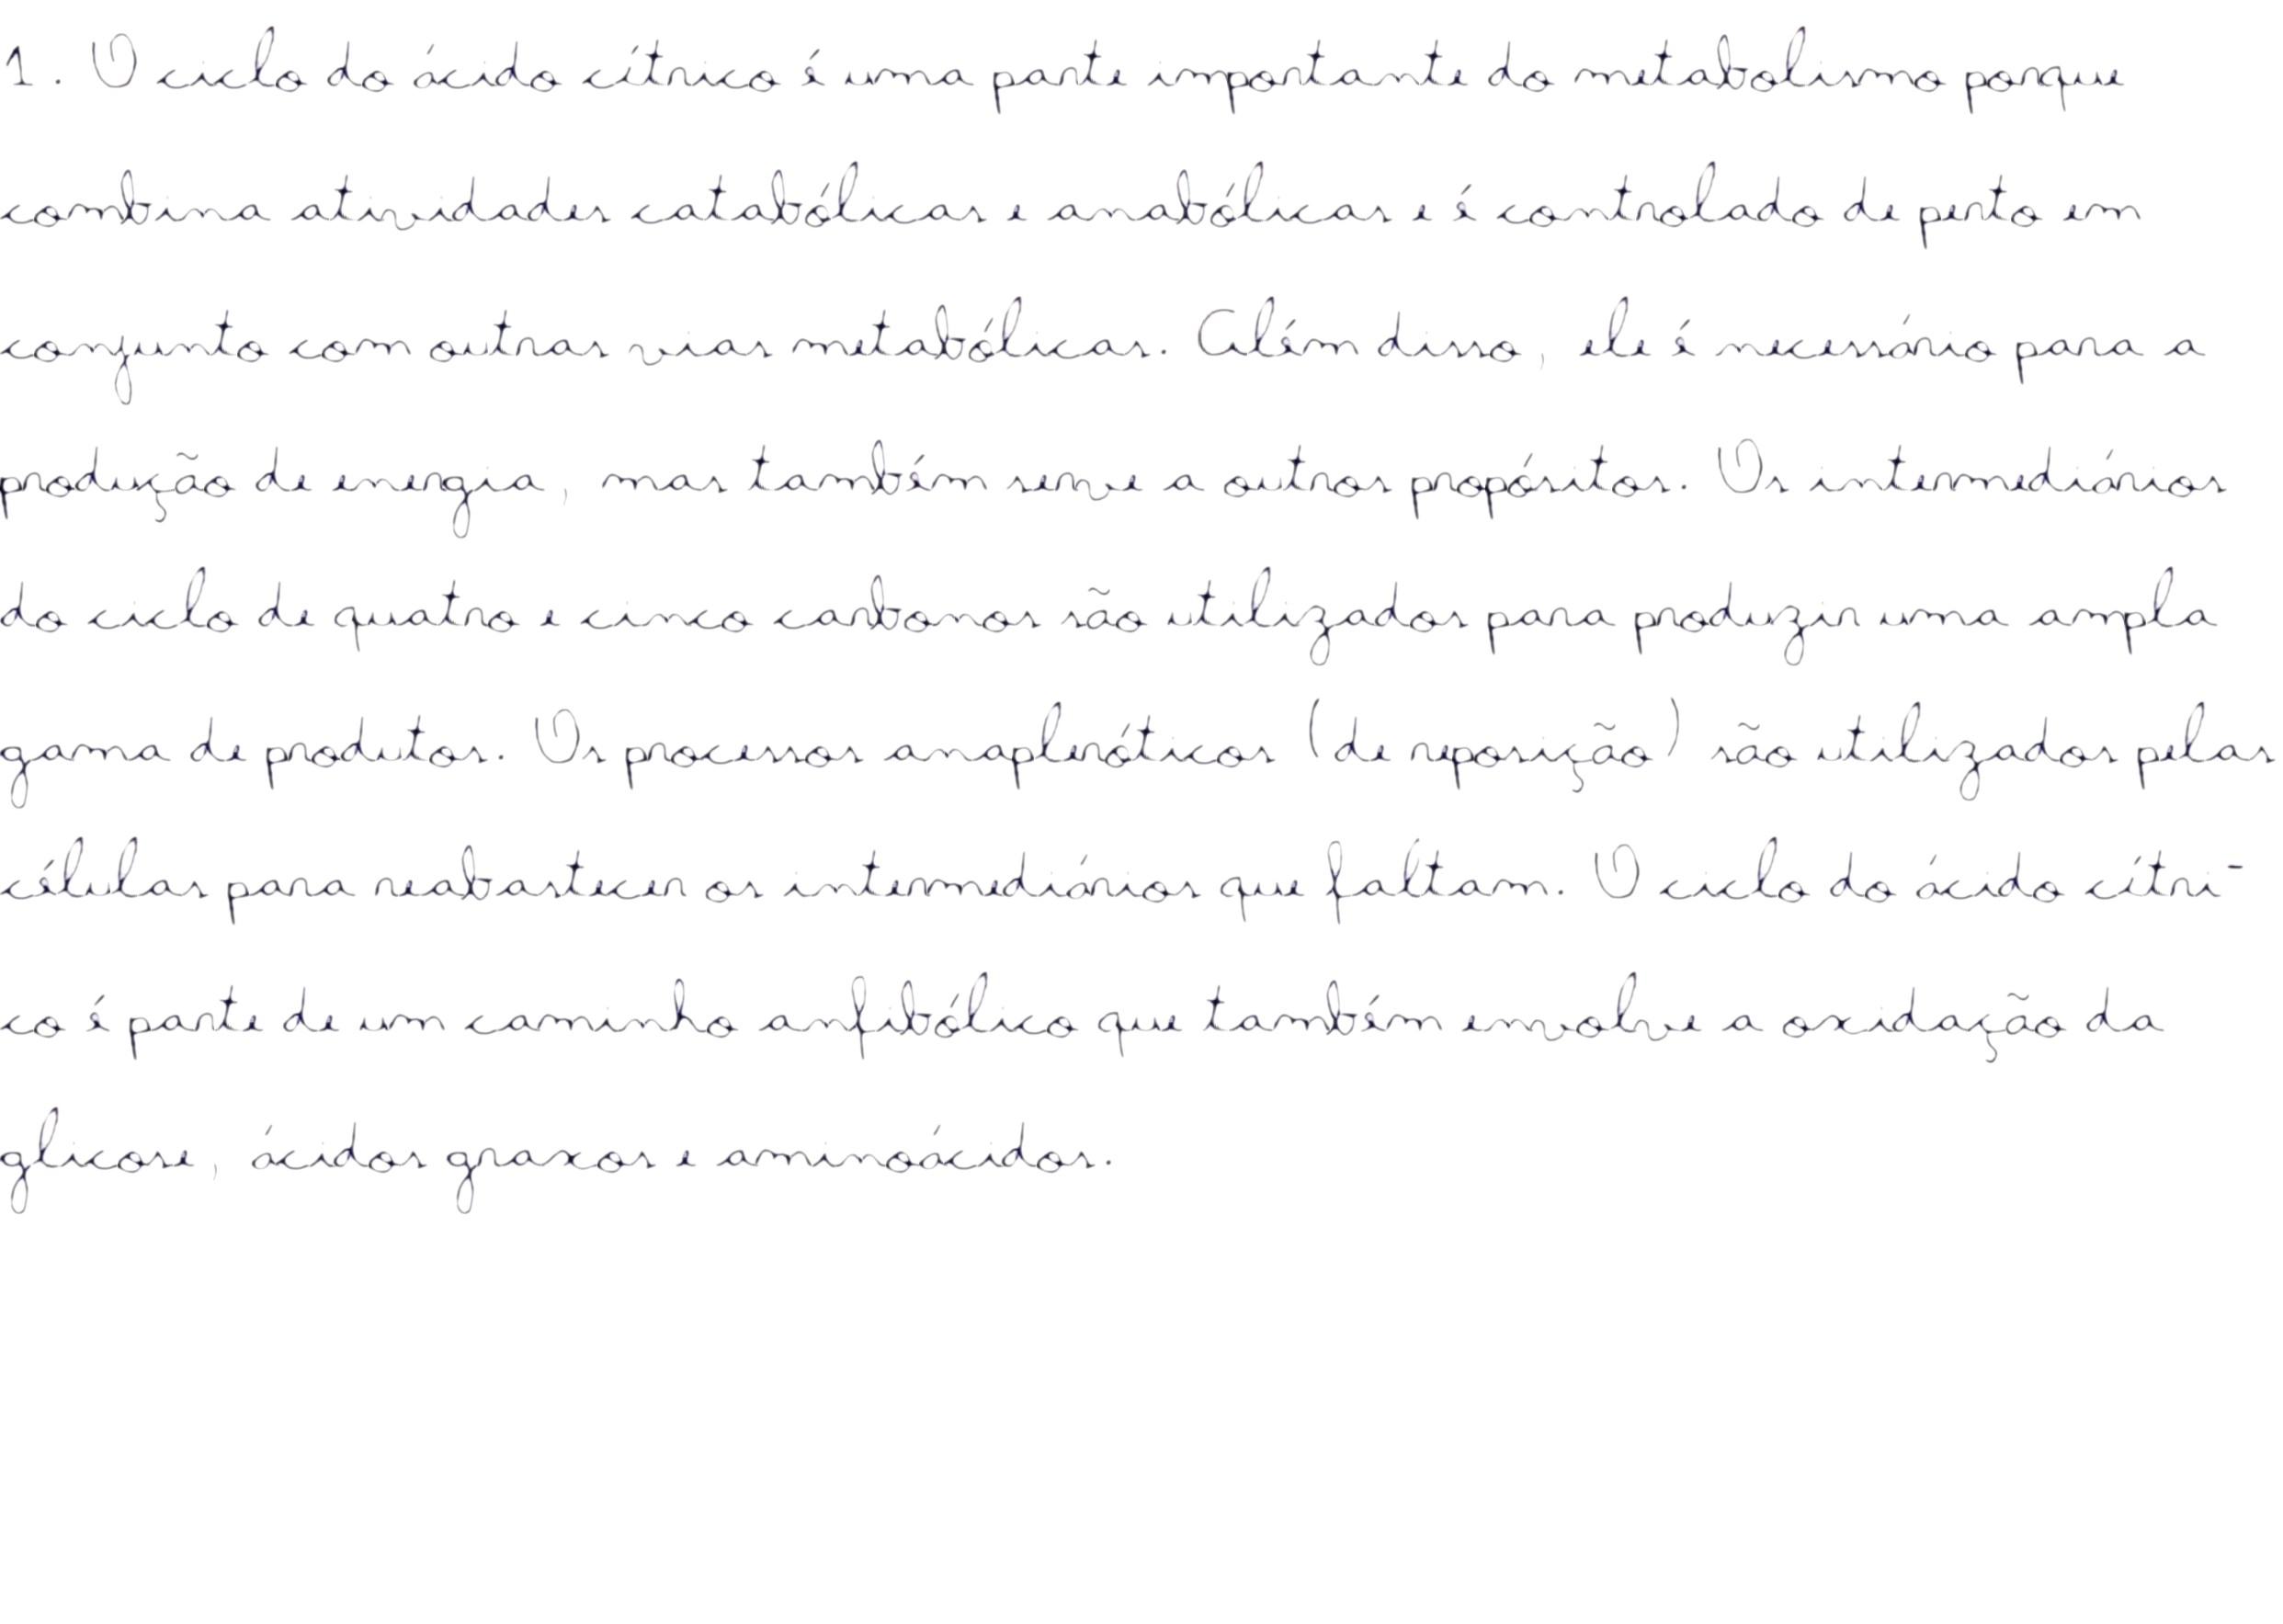 1. O ciclo do ácido cítrico é uma parte importante do metabolismo porque
combina atividades catabólicas e anabólicas e é controlado de perto em
conjunto com outras vias metabólicas. Além disso, ele é necessário para a
produção de energia, mas também serve a outros propósitos. Os intermediários
do ciclo de quatro e cinco carbonos são utilizados para produzir uma ampla
gama de produtos. Os processos anapleróticos (de reposição) são utilizados pelas
células para reabastecer os intermediários que faltam. O ciclo do ácido cítri-
co é parte de um caminho anfibólico que também envolve a oxidação da
glicose, ácidos graxos e aminoácidos.